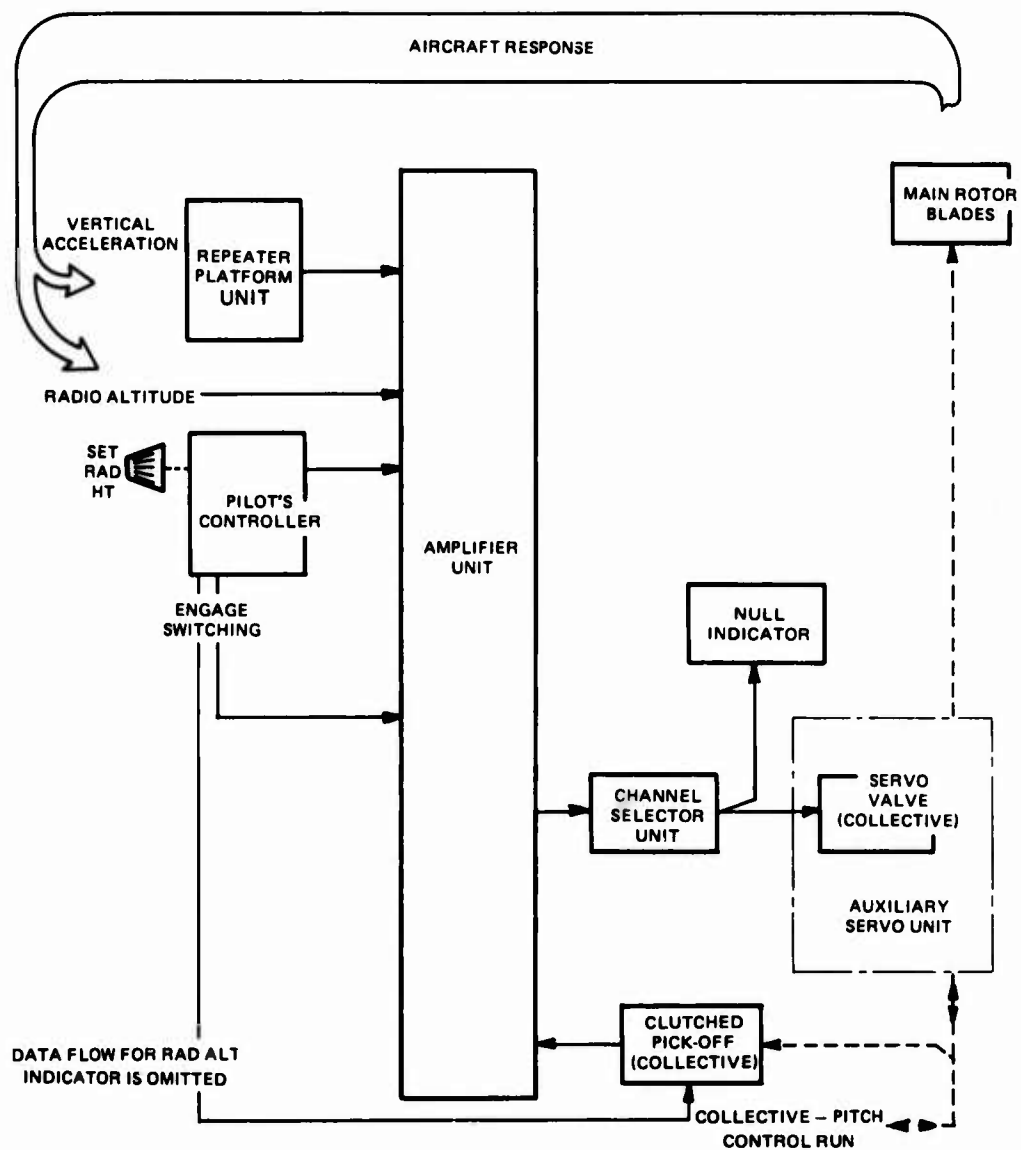 AIRCRAFT RESPONSE
MAIN ROTOR
BLADES
VERTICAL
ACCELERATION
REPEATER
PLATFORM
UNIT
RADIO ALTITUDE
SET
RAD
HT
PILOT'S
CONTROLLER
AMPLIFIER
UNIT
ENGAGE
SWITCHING
NULL
INDICATOR
CHANNEL
SELECTOR
UNIT
SERVO
VALVE
(COLLECTIVE)
AUXILIARY
SERVO UNIT
CLUTCHED
PICK-OFF
(COLLECTIVE)
DATA FLOW FOR RAD ALT
INDICATOR IS OMITTED
COLLECTIVE – PITCH
CONTROL RUN